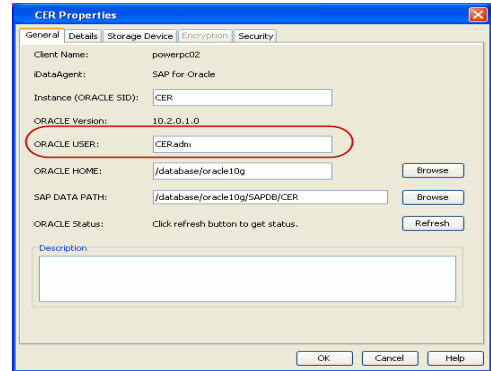 CER Properties
General Details Storage Device Encryption Security
Client Name: powerpc02
iDataAgent: SAP for Oracle
Instance (ORACLE SID): CER
ORACLE Version: 10.2.0.1.0
ORACLE USER: CERadm
ORACLE HOME: /database/oracle10g Browse
SAP DATA PATH: /database/oracle10g/SAPDB/CER Browse
ORACLE Status: Click refresh button to get status. Refresh
Description
OK Cancel Help